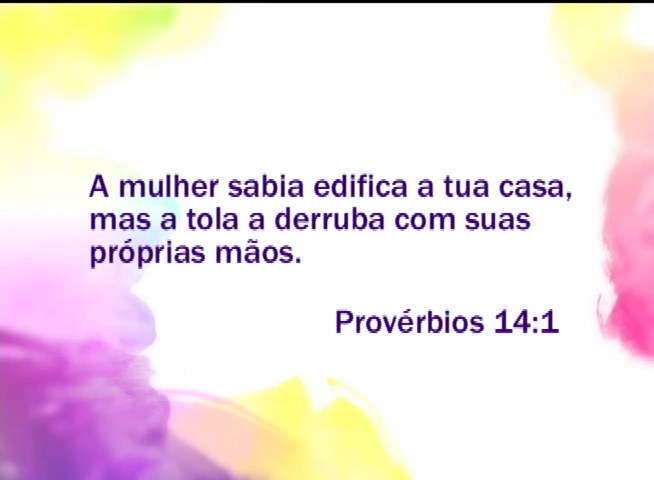 A mulher sabia edifica a tua casa,
mas a tola a derruba com suas
próprias mãos.
Provérbios 14:1